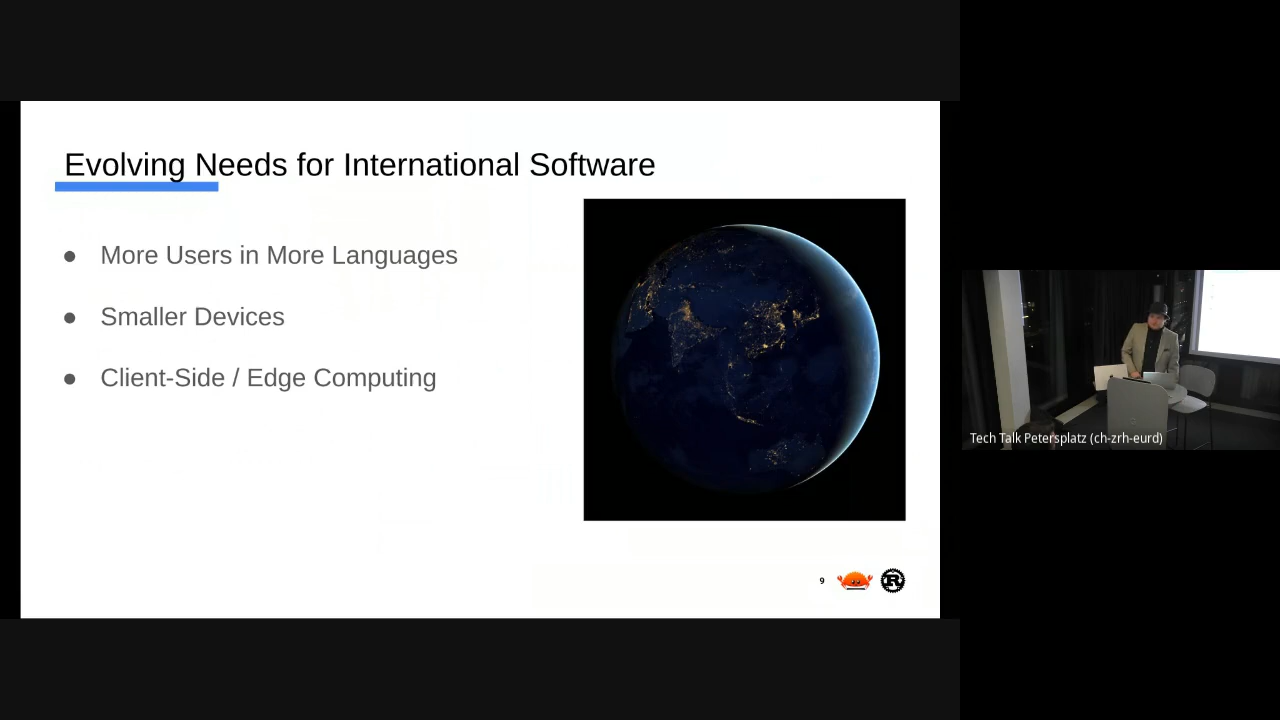 Evolving Needs for International Software
● More Users in More Languages
● Smaller Devices
● Client-Side / Edge Computing
9
R
Tech Talk Petersplatz (ch-zrh-eurd)